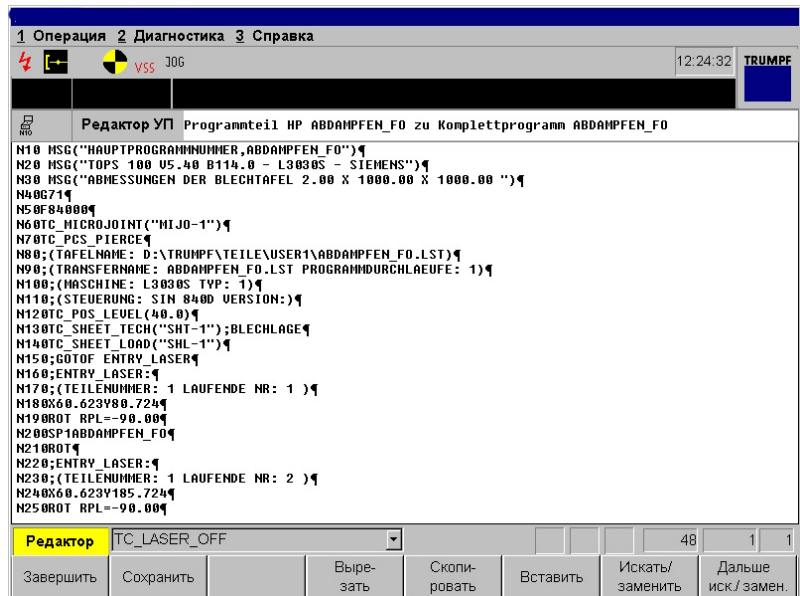 1 Операция 2 Диагностика 3 Справка
VSS JOG 12:24:32 TRUMPF
N10 Редактор УП Programmteil HP ABDAMPFEN_FO zu Komplettprogramm ABDAMPFEN_FO
N10 MSG("HAUPTPROGRAMMNUMMER,ABDAMPFEN_FO")¶
N20 MSG("TOPS 100 V5.40 B114.0 - L3030S - SIEMENS")¶
N30 MSG("ABMESSUNGEN DER BLECHTAFEL 2.00 X 1000.00 X 1000.00 ")¶
N40G71¶
N50F84000¶
N60TC_MICROJOINT("MIJO-1")¶
N70TC_PCS_PIERCE¶
N80;(TAFELNAME: D:\TRUMPF\TEILE\USER1\ABDAMPFEN_FO.LST)¶
N90;(TRANSFERNAME: ABDAMPFEN_FO.LST PROGRAMMDURCHLAEUFE: 1)¶
N100;(MASCHINE: L3030S TYP: 1)¶
N110;(STEUERUNG: SIN 840D VERSION:)¶
N120TC_POS_LEVEL(40.0)¶
N130TC_SHEET_TECH("SHT-1");BLECHLAGE¶
N140TC_SHEET_LOAD("SHL-1")¶
N150;GOTOF ENTRY_LASER¶
N160;ENTRY_LASER:¶
N170;(TEILENUMMER: 1 LAUFENDE NR: 1 )¶
N180X60.623Y80.724¶
N190ROT RPL=-90.00¶
N200SP1ABDAMPFEN_FO¶
N210ROT¶
N220;ENTRY_LASER:¶
N230;(TEILENUMMER: 1 LAUFENDE NR: 2 )¶
N240X60.623Y185.724¶
N250ROT RPL=-90.00¶
Редактор TC_LASER_OFF 48 1 1
Завершить Сохранить Выре- Скопи- Вставить Искать/ Дальше
зать ровать заменить иск./ замен.